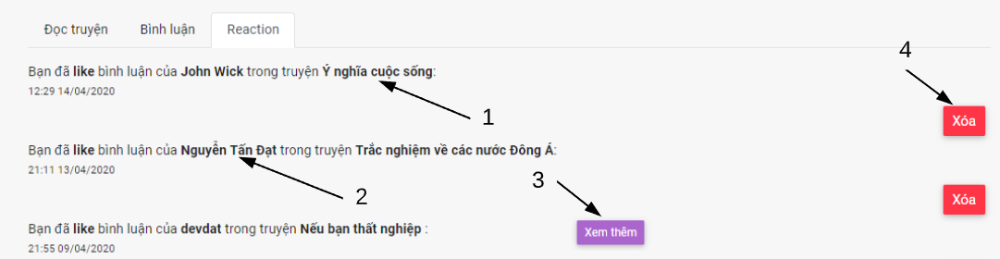 Đọc truyện Bình luận Reaction
4
Bạn đã like bình luận của John Wick trong truyện Ý nghĩa cuộc sống:
12:29 14/04/2020
1
Xóa
Bạn đã like bình luận của Nguyễn Tấn Đạt trong truyện Trắc nghiệm về các nước Đông Á:
21:11 13/04/2020
3
2
Xóa
Bạn đã like bình luận của devdat trong truyện Nếu bạn thất nghiệp :
Xem thêm
21:55 09/04/2020